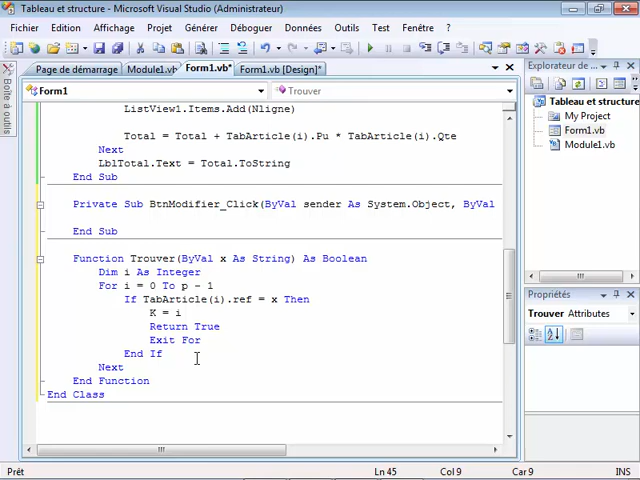 Tableau et structure - Microsoft Visual Studio (Administrateur)
Fichier Edition Affichage Projet Générer Déboguer Données Outils Test Fenêtre ?
Page de démarrage Module1.vb Form1.vb* Form1.vb [Design]*
Explorateur de
Boîte à outils
Form1
Trouver
Tableau et structure
My Project
Form1.vb
Module1.vb
ListView1.Items.Add(Nligne)
Total = Total + TabArticle(i).Pu * TabArticle(i).Qte
Next
LblTotal.Text = Total.ToString
End Sub
Private Sub BtnModifier_Click(ByVal sender As System.Object, ByVal
End Sub
Function Trouver(ByVal x As String) As Boolean
Dim i As Integer
For i = 0 To p - 1
If TabArticle(i).ref = x Then
K = i
Return True
Exit For
End If
Next
End Function
End Class
Propriétés
Trouver Attributes
Prêt
Ln 45
Col 9
Car 9
INS